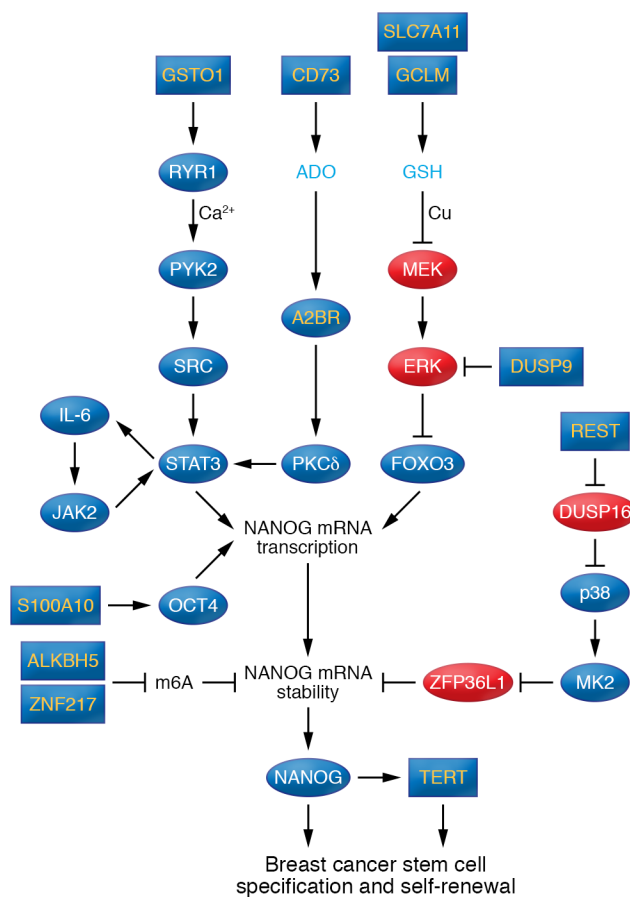 SLC7A11
GSTO1
CD73
GCLM
RYR1
ADO
GSH
Ca²⁺
Cu
PYK2
MEK
A2BR
SRC
ERK
DUSP9
IL-6
REST
STAT3
PKCδ
FOXO3
JAK2
DUSP16
NANOG mRNA
transcription
p38
S100A10
OCT4
ALKBH5
m6A
NANOG mRNA
stability
ZFP36L1
MK2
ZNF217
NANOG
TERT
Breast cancer stem cell
specification and self-renewal